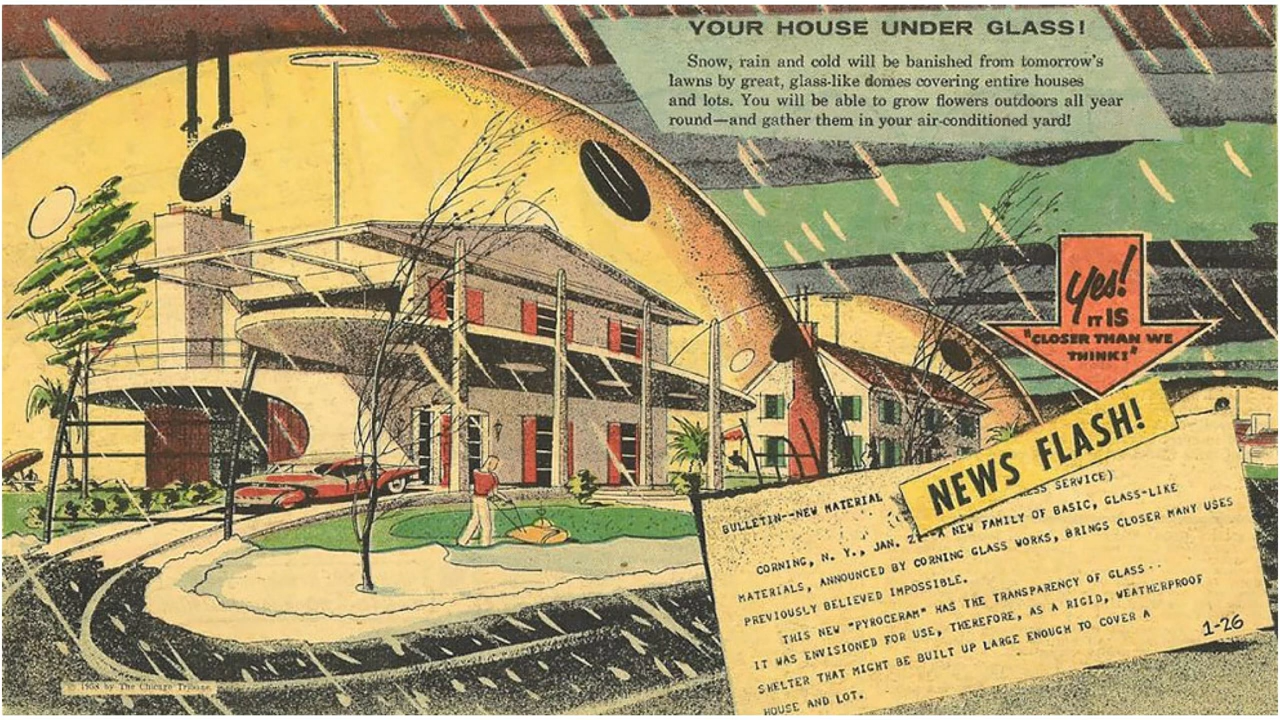 YOUR HOUSE UNDER GLASS!
Snow, rain and cold will be banished from tomorrow's
lawns by great, glass-like domes covering entire houses
and lots. You will be able to grow flowers outdoors all year
round—and gather them in your air-conditioned yard!
Yes!
IT IS
"CLOSER THAN WE
THINK!"
NEWS FLASH!
BULLETIN--NEW MATERIAL SERVICE)
CORNING, N. Y., JAN. --A NEW FAMILY OF BASIC, GLASS-LIKE
MATERIALS, ANNOUNCED BY CORNING GLASS WORKS, BRINGS CLOSER MANY USES
PREVIOUSLY BELIEVED IMPOSSIBLE.
THIS NEW "PYROCERAM" HAS THE TRANSPARENCY OF GLASS--
IT WAS ENVISIONED FOR USE, THEREFORE, AS A RIGID, WEATHERPROOF
SHELTER THAT MIGHT BE BUILT UP LARGE ENOUGH TO COVER A
HOUSE AND LOT.
1-26
© 1958 by The Chicago Tribune.